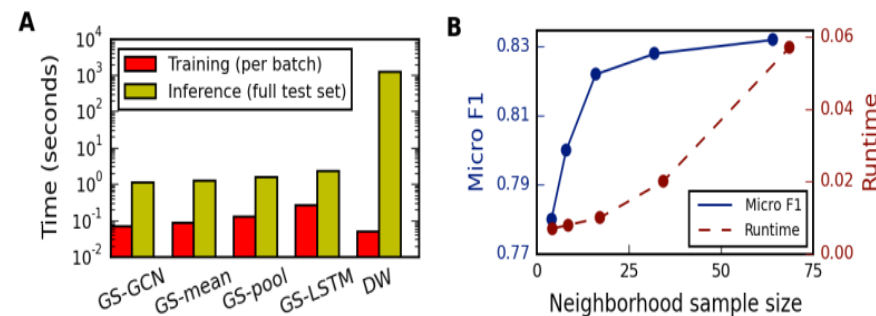 A
Time (seconds)
10^4
10^3
10^2
10^1
10^0
10^-1
10^-2
Training (per batch)
Inference (full test set)
GS-GCN
GS-mean
GS-pool
GS-LSTM
DW
B
Micro F1
0.83
0.81
0.79
0.77
Micro F1
Runtime
0.06
0.04
0.02
0.00
Runtime
0
25
50
75
Neighborhood sample size